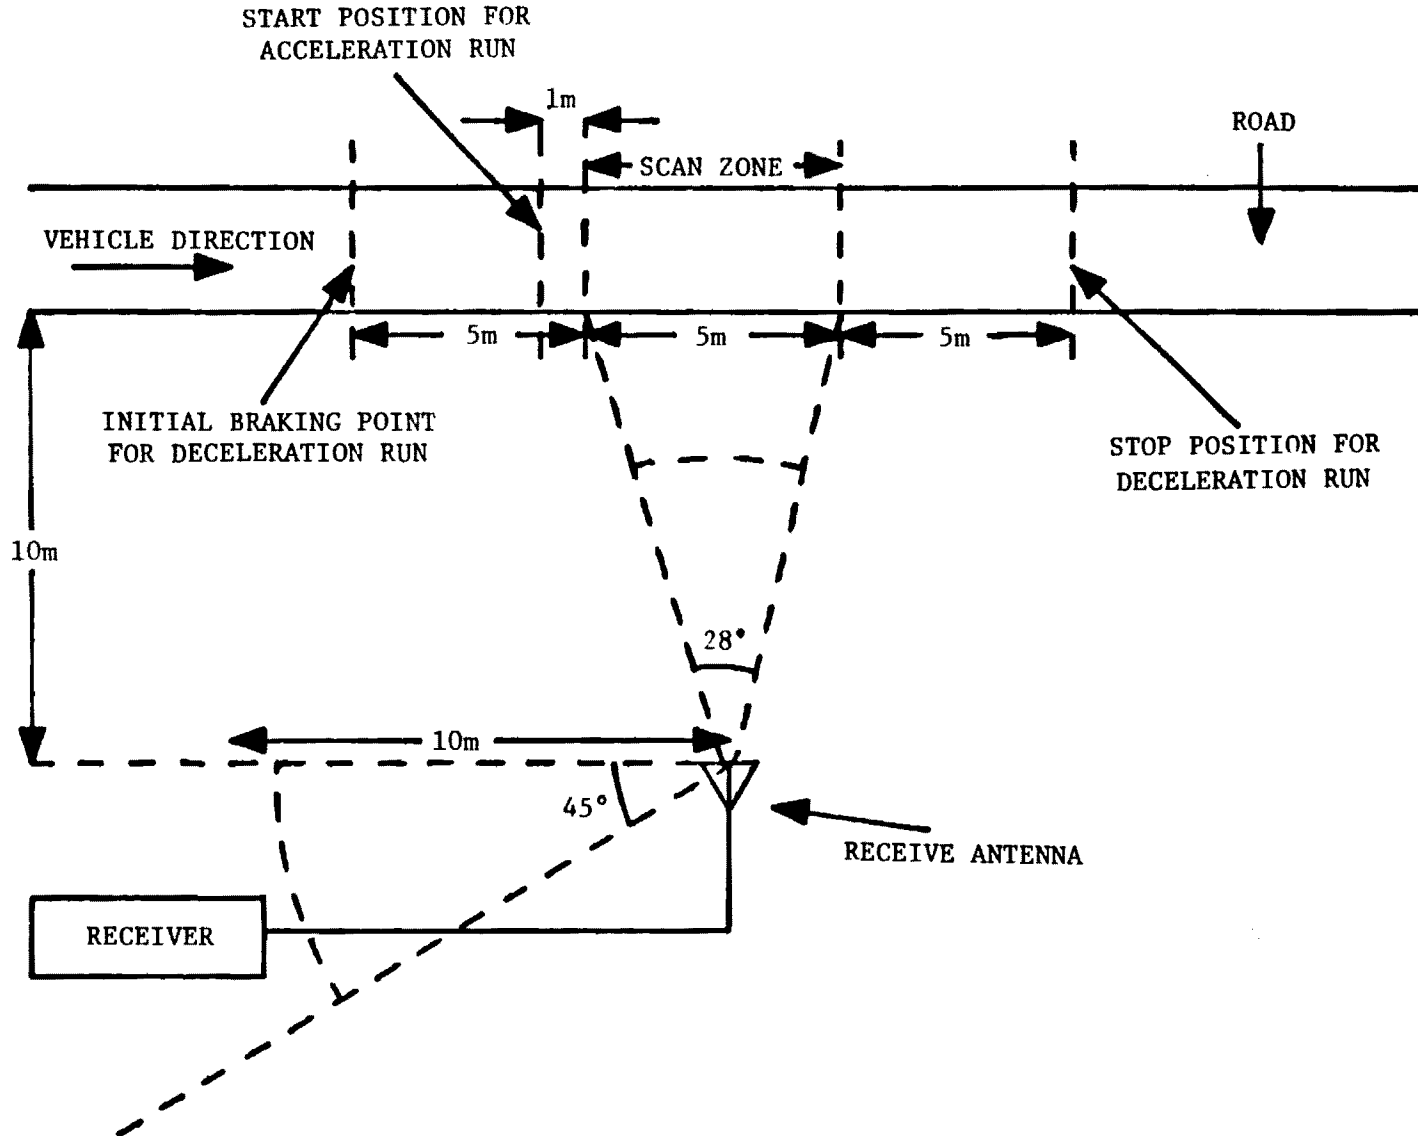 START POSITION FOR
ACCELERATION RUN
1m
ROAD
SCAN ZONE
VEHICLE DIRECTION
5m
5m
5m
INITIAL BRAKING POINT
FOR DECELERATION RUN
STOP POSITION FOR
DECELERATION RUN
10m
28°
10m
45°
RECEIVE ANTENNA
RECEIVER